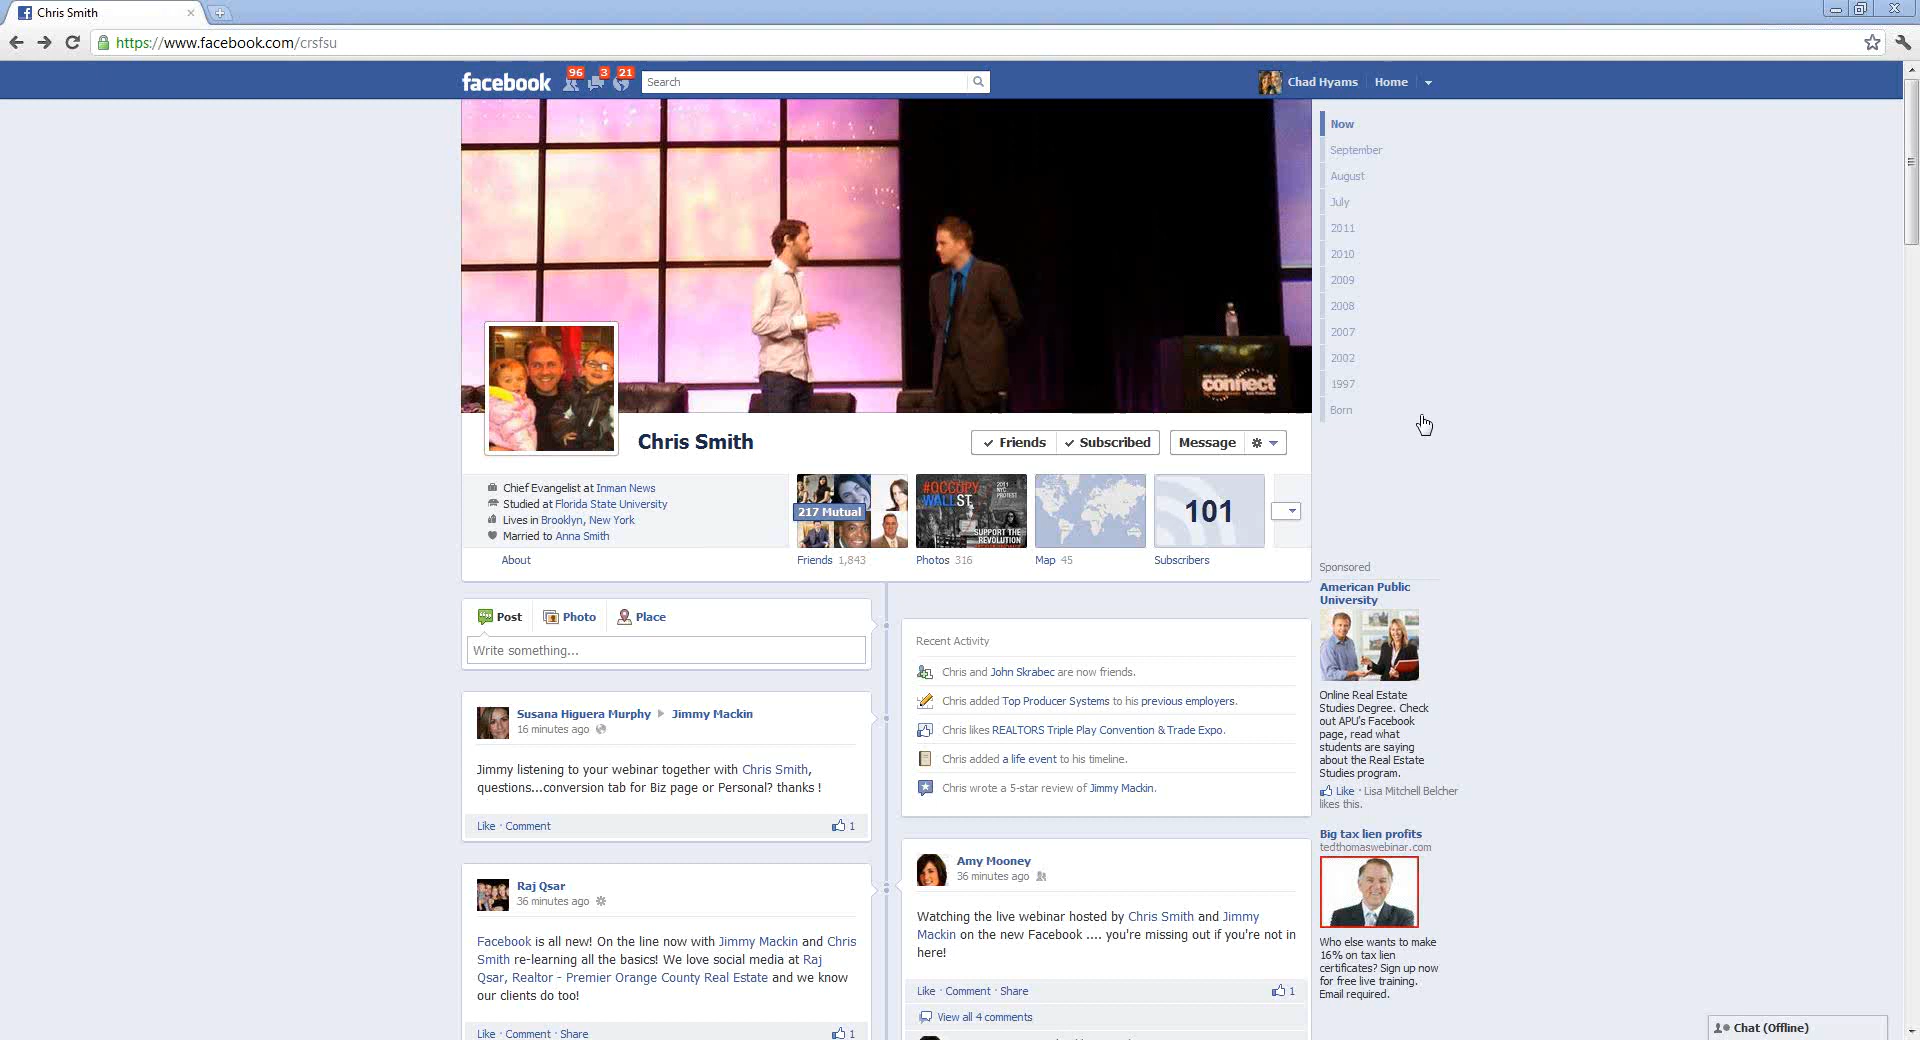 Chris Smith
https://www.facebook.com/crsfsu
facebook
96
3
21
Search
Chad Hyams
Home
connect
Now
September
August
July
2011
2010
2009
2008
2007
2002
1997
Born
Chris Smith
Friends
Subscribed
Message
Chief Evangelist at Inman News
Studied at Florida State University
Lives in Brooklyn, New York
Married to Anna Smith
About
217 Mutual
Friends 1,843
#OCCUPY
WALLST.
2011
NYC
PROTEST
SUPPORT THE
REVOLUTION
Photos 316
Map 45
101
Subscribers
Post
Photo
Place
Write something...
Susana Higuera Murphy
Jimmy Mackin
16 minutes ago
Jimmy listening to your webinar together with Chris Smith,
questions...conversion tab for Biz page or Personal? thanks !
Like · Comment
1
Raj Qsar
36 minutes ago
Facebook is all new! On the line now with Jimmy Mackin and Chris
Smith re-learning all the basics! We love social media at Raj
Qsar, Realtor - Premier Orange County Real Estate and we know
our clients do too!
Like · Comment · Share
1
Recent Activity
Chris and John Skrabec are now friends.
Chris added Top Producer Systems to his previous employers.
Chris likes REALTORS Triple Play Convention & Trade Expo.
Chris added a life event to his timeline.
Chris wrote a 5-star review of Jimmy Mackin.
Amy Mooney
36 minutes ago
Watching the live webinar hosted by Chris Smith and Jimmy
Mackin on the new Facebook .... you're missing out if you're not in
here!
Like · Comment · Share
1
View all 4 comments
Sponsored
American Public
University
Online Real Estate
Studies Degree. Check
out APU's Facebook
page, read what
students are saying
about the Real Estate
Studies program.
Like · Lisa Mitchell Belcher
likes this.
Big tax lien profits
tedthomaswebinar.com
Who else wants to make
16% on tax lien
certificates? Sign up now
for free live training.
Email required.
Chat (Offline)